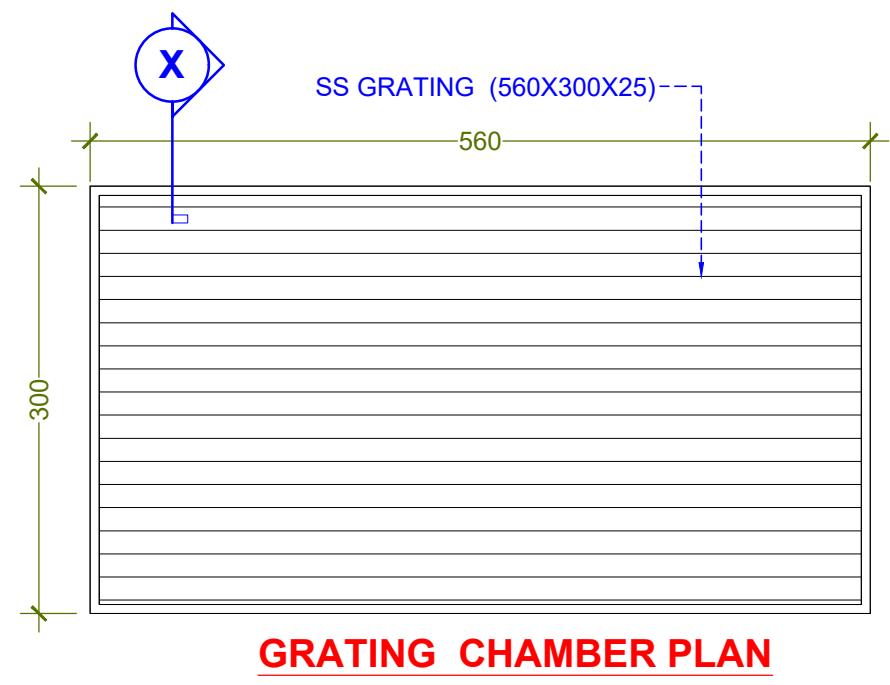 X
SS GRATING (560X300X25)
560
300
GRATING CHAMBER PLAN